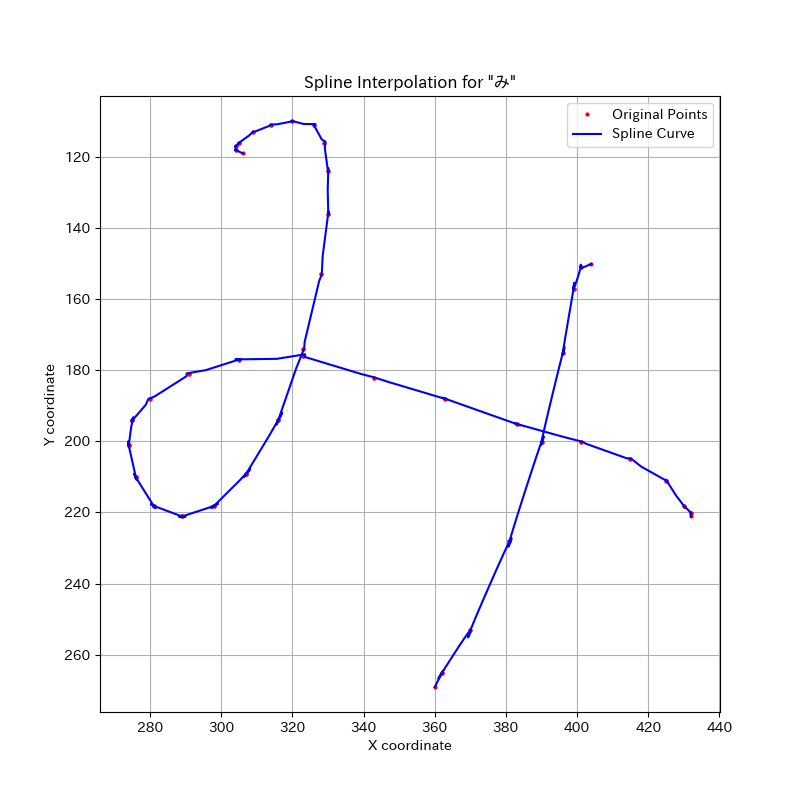 Spline Interpolation for "み"
Original Points
Spline Curve
Y coordinate
120
140
160
180
200
220
240
260
み
280 300 320 340 360 380 400 420 440
X coordinate